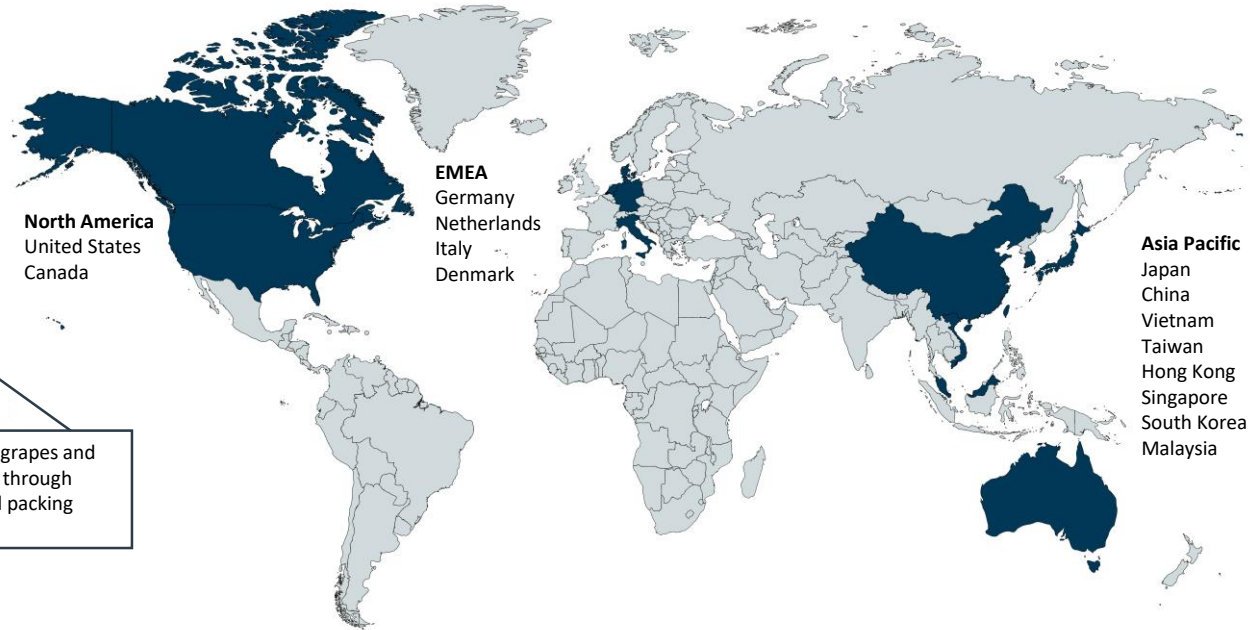 North America
United States
Canada
EMEA
Germany
Netherlands
Italy
Denmark
Asia Pacific
Japan
China
Vietnam
Taiwan
Hong Kong
Singapore
South Korea
Malaysia
grapes and
through
packing